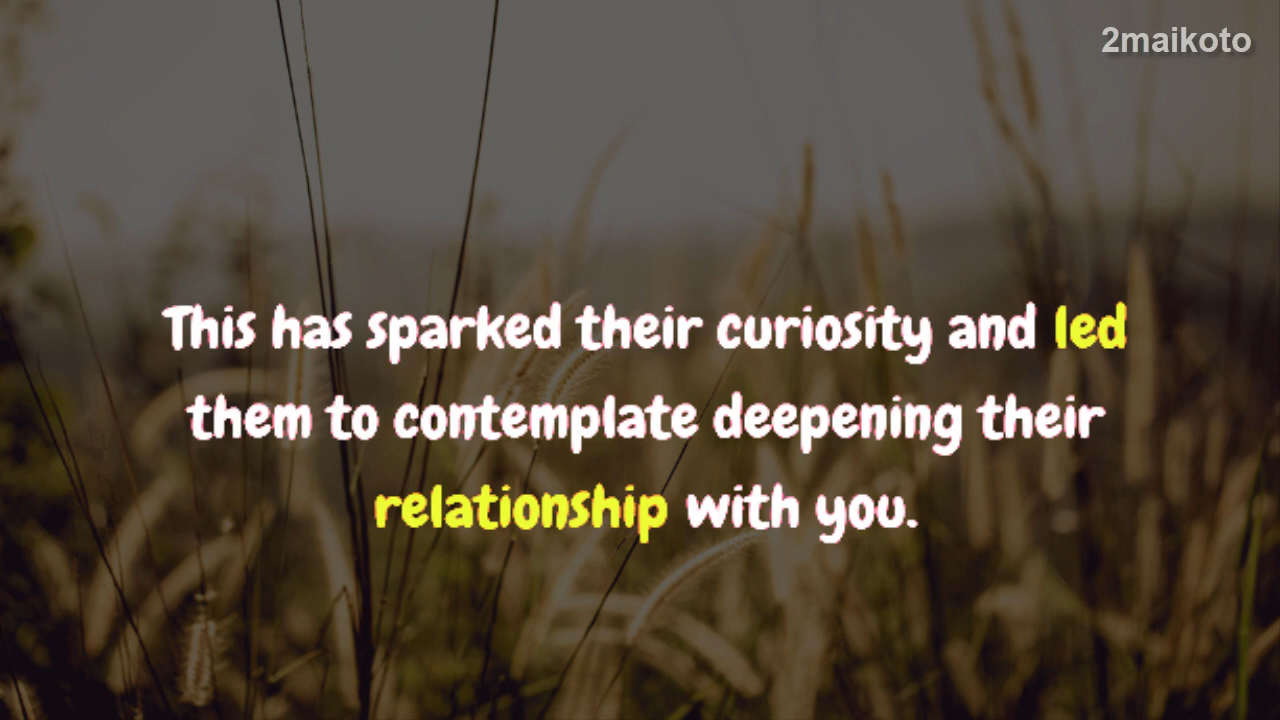 2maikoto
This has sparked their curiosity and led
them to contemplate deepening their
relationship with you.